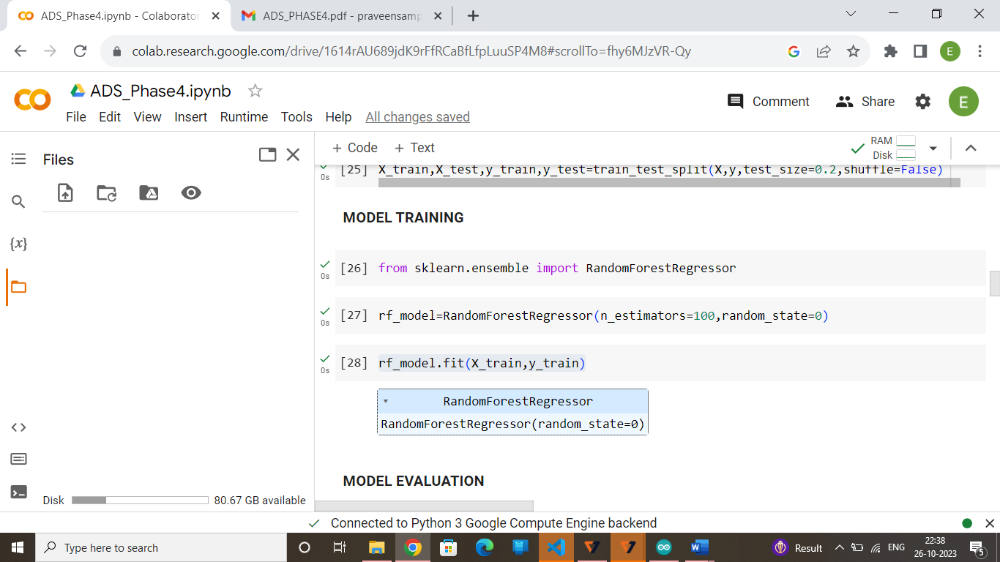 ADS_Phase4.ipynb - Colaborator
ADS_PHASE4.pdf - praveensamp
colab.research.google.com/drive/1614rAU689jdK9rFfRCaBfLfpLuuSP4M8#scrollTo=fhy6MJzVR-Qy
E
ADS_Phase4.ipynb
Comment
Share
E
File Edit View Insert Runtime Tools Help All changes saved
Files
+ Code + Text
RAM
Disk
{x}
[25] X_train,X_test,y_train,y_test=train_test_split(X,y,test_size=0.2,shuffle=False)
0s
MODEL TRAINING
[26] from sklearn.ensemble import RandomForestRegressor
0s
[27] rf_model=RandomForestRegressor(n_estimators=100,random_state=0)
0s
[28] rf_model.fit(X_train,y_train)
0s
RandomForestRegressor
RandomForestRegressor(random_state=0)
MODEL EVALUATION
Disk 80.67 GB available
Connected to Python 3 Google Compute Engine backend
Type here to search
W
Result
ENG
22:38
26-10-2023
5